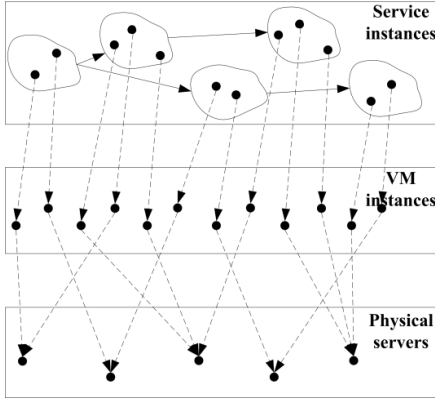 Service
instances
VM
instances
Physical
servers